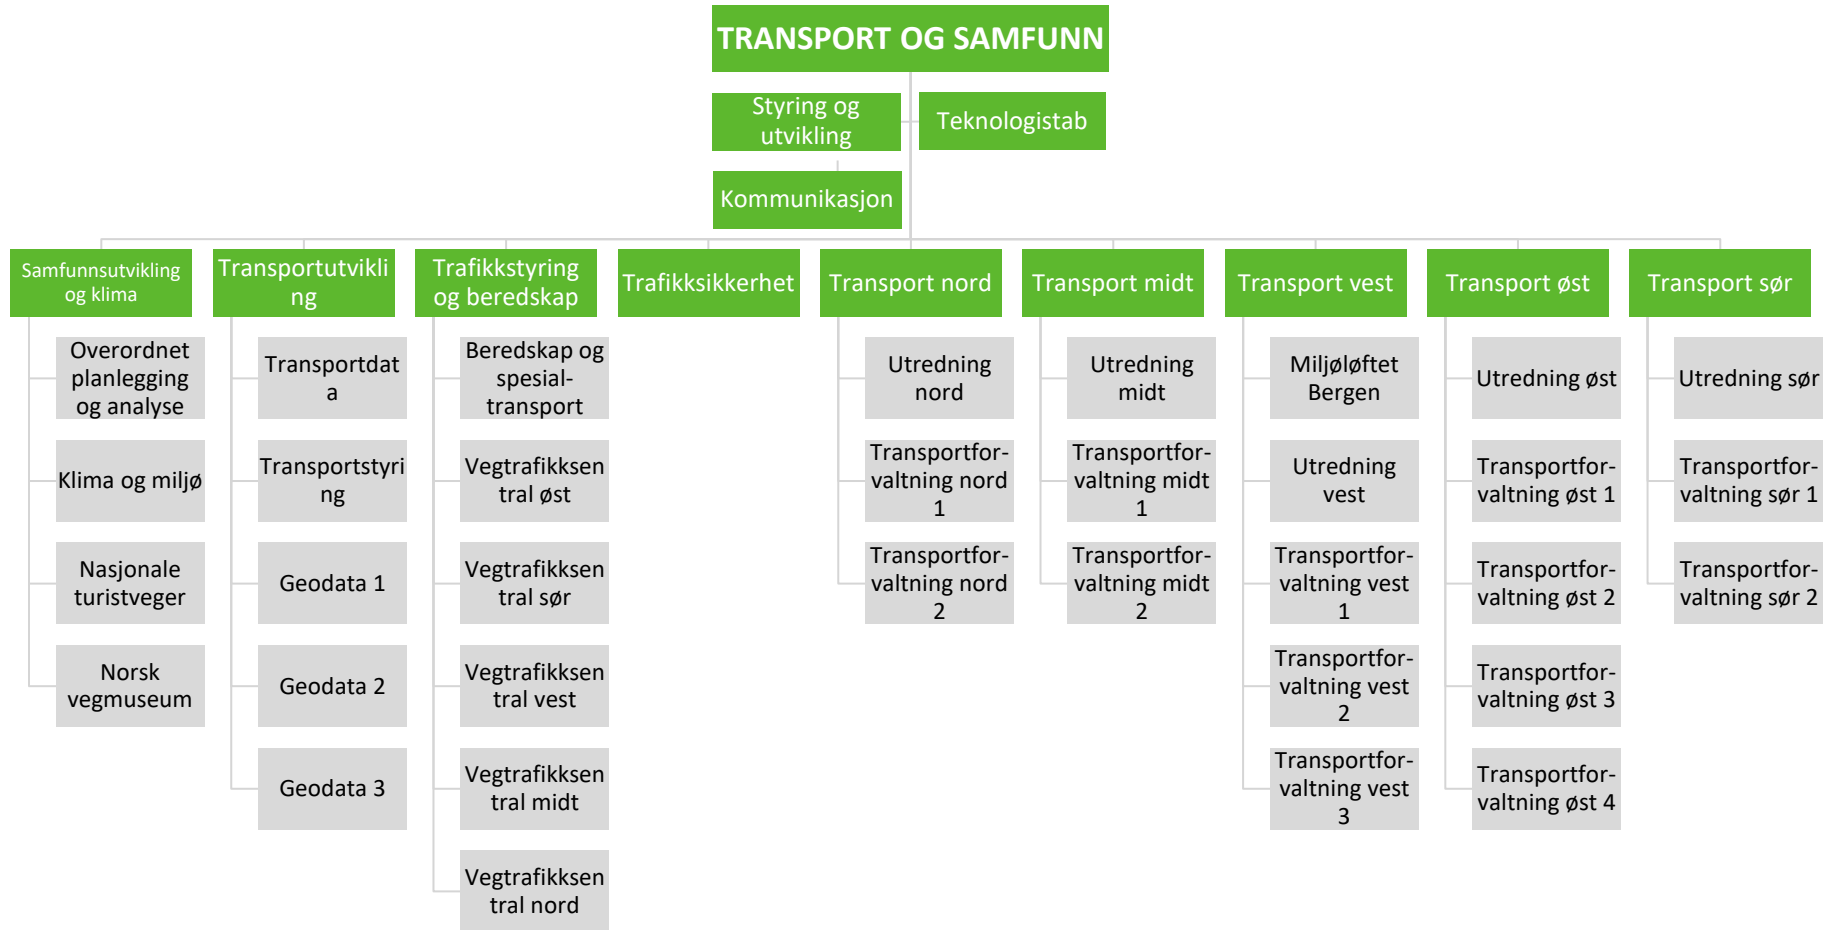 TRANSPORT OG SAMFUNN
Styring og
utvikling
Teknologistab
Kommunikasjon
Samfunnsutvikling
og klima
Overordnet
planlegging
og analyse
Klima og miljø
Nasjonale
turistveger
Norsk
vegmuseum
Transportutvikli
ng
Transportdat
a
Transportstyri
ng
Geodata 1
Geodata 2
Geodata 3
Trafikkstyring
og beredskap
Beredskap og
spesial-
transport
Vegtrafikksen
tral øst
Vegtrafikksen
tral sør
Vegtrafikksen
tral vest
Vegtrafikksen
tral midt
Vegtrafikksen
tral nord
Trafikksikkerhet
Transport nord
Utredning
nord
Transportfor-
valtning nord
1
Transportfor-
valtning nord
2
Transport midt
Utredning
midt
Transportfor-
valtning midt
1
Transportfor-
valtning midt
2
Transport vest
Miljøløftet
Bergen
Utredning
vest
Transportfor-
valtning vest
1
Transportfor-
valtning vest
2
Transportfor-
valtning vest
3
Transport øst
Utredning øst
Transportfor-
valtning øst 1
Transportfor-
valtning øst 2
Transportfor-
valtning øst 3
Transportfor-
valtning øst 4
Transport sør
Utredning sør
Transportfor-
valtning sør 1
Transportfor-
valtning sør 2